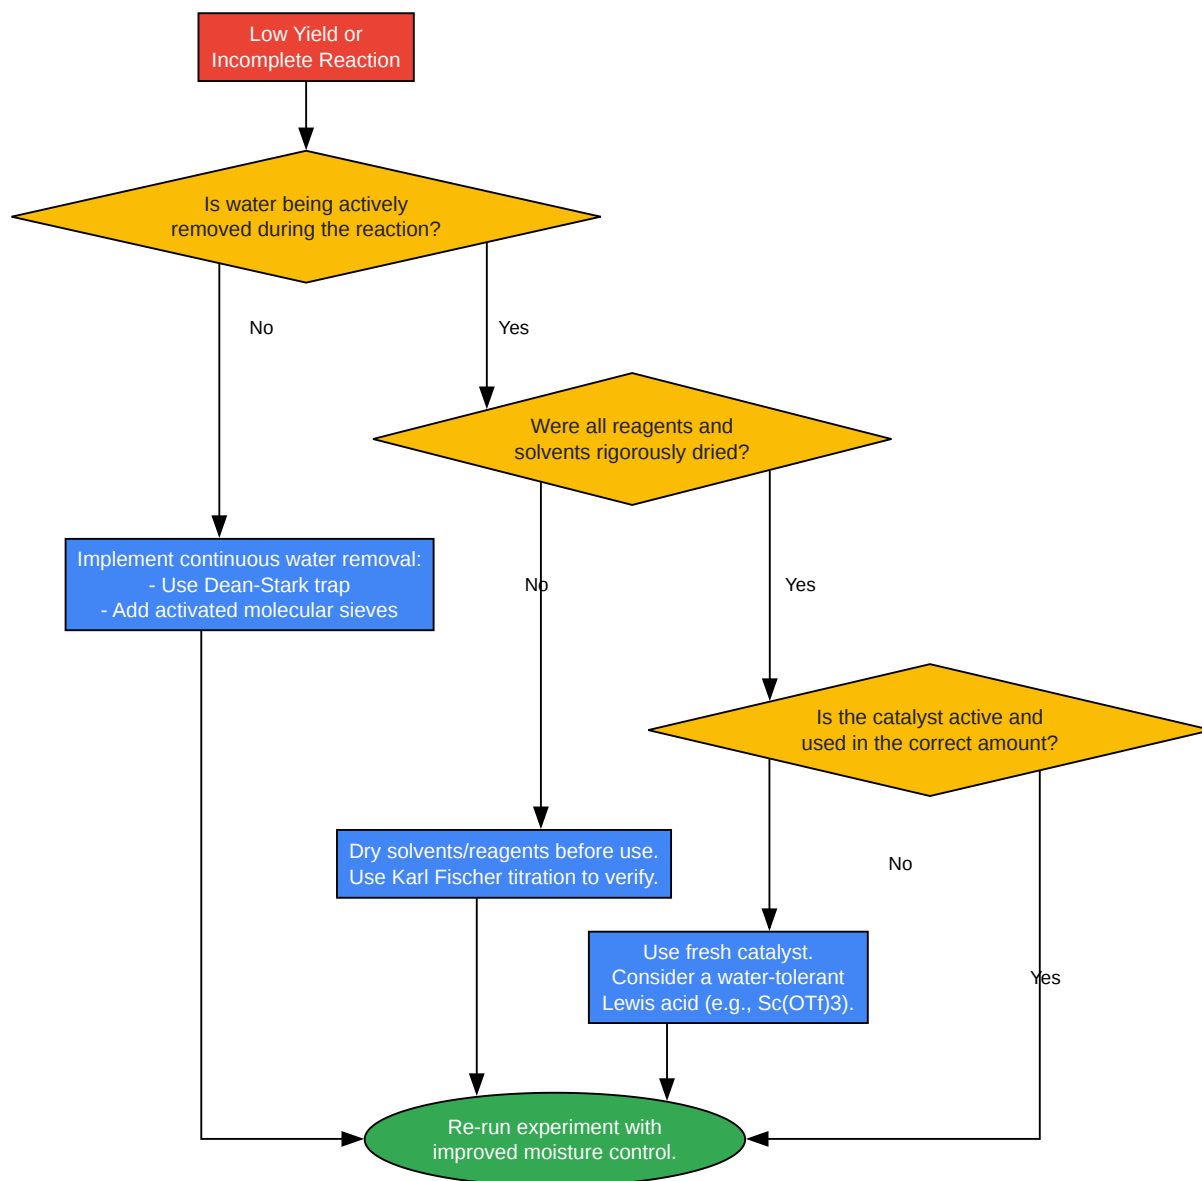 Low Yield or
Incomplete Reaction
Is water being actively
removed during the reaction?
No
Yes
Were all reagents and
solvents rigorously dried?
Implement continuous water removal:
- Use Dean-Stark trap
- Add activated molecular sieves
No
Yes
Is the catalyst active and
used in the correct amount?
Dry solvents/reagents before use.
Use Karl Fischer titration to verify.
No
Yes
Use fresh catalyst.
Consider a water-tolerant
Lewis acid (e.g., Sc(OTf)3).
Re-run experiment with
improved moisture control.